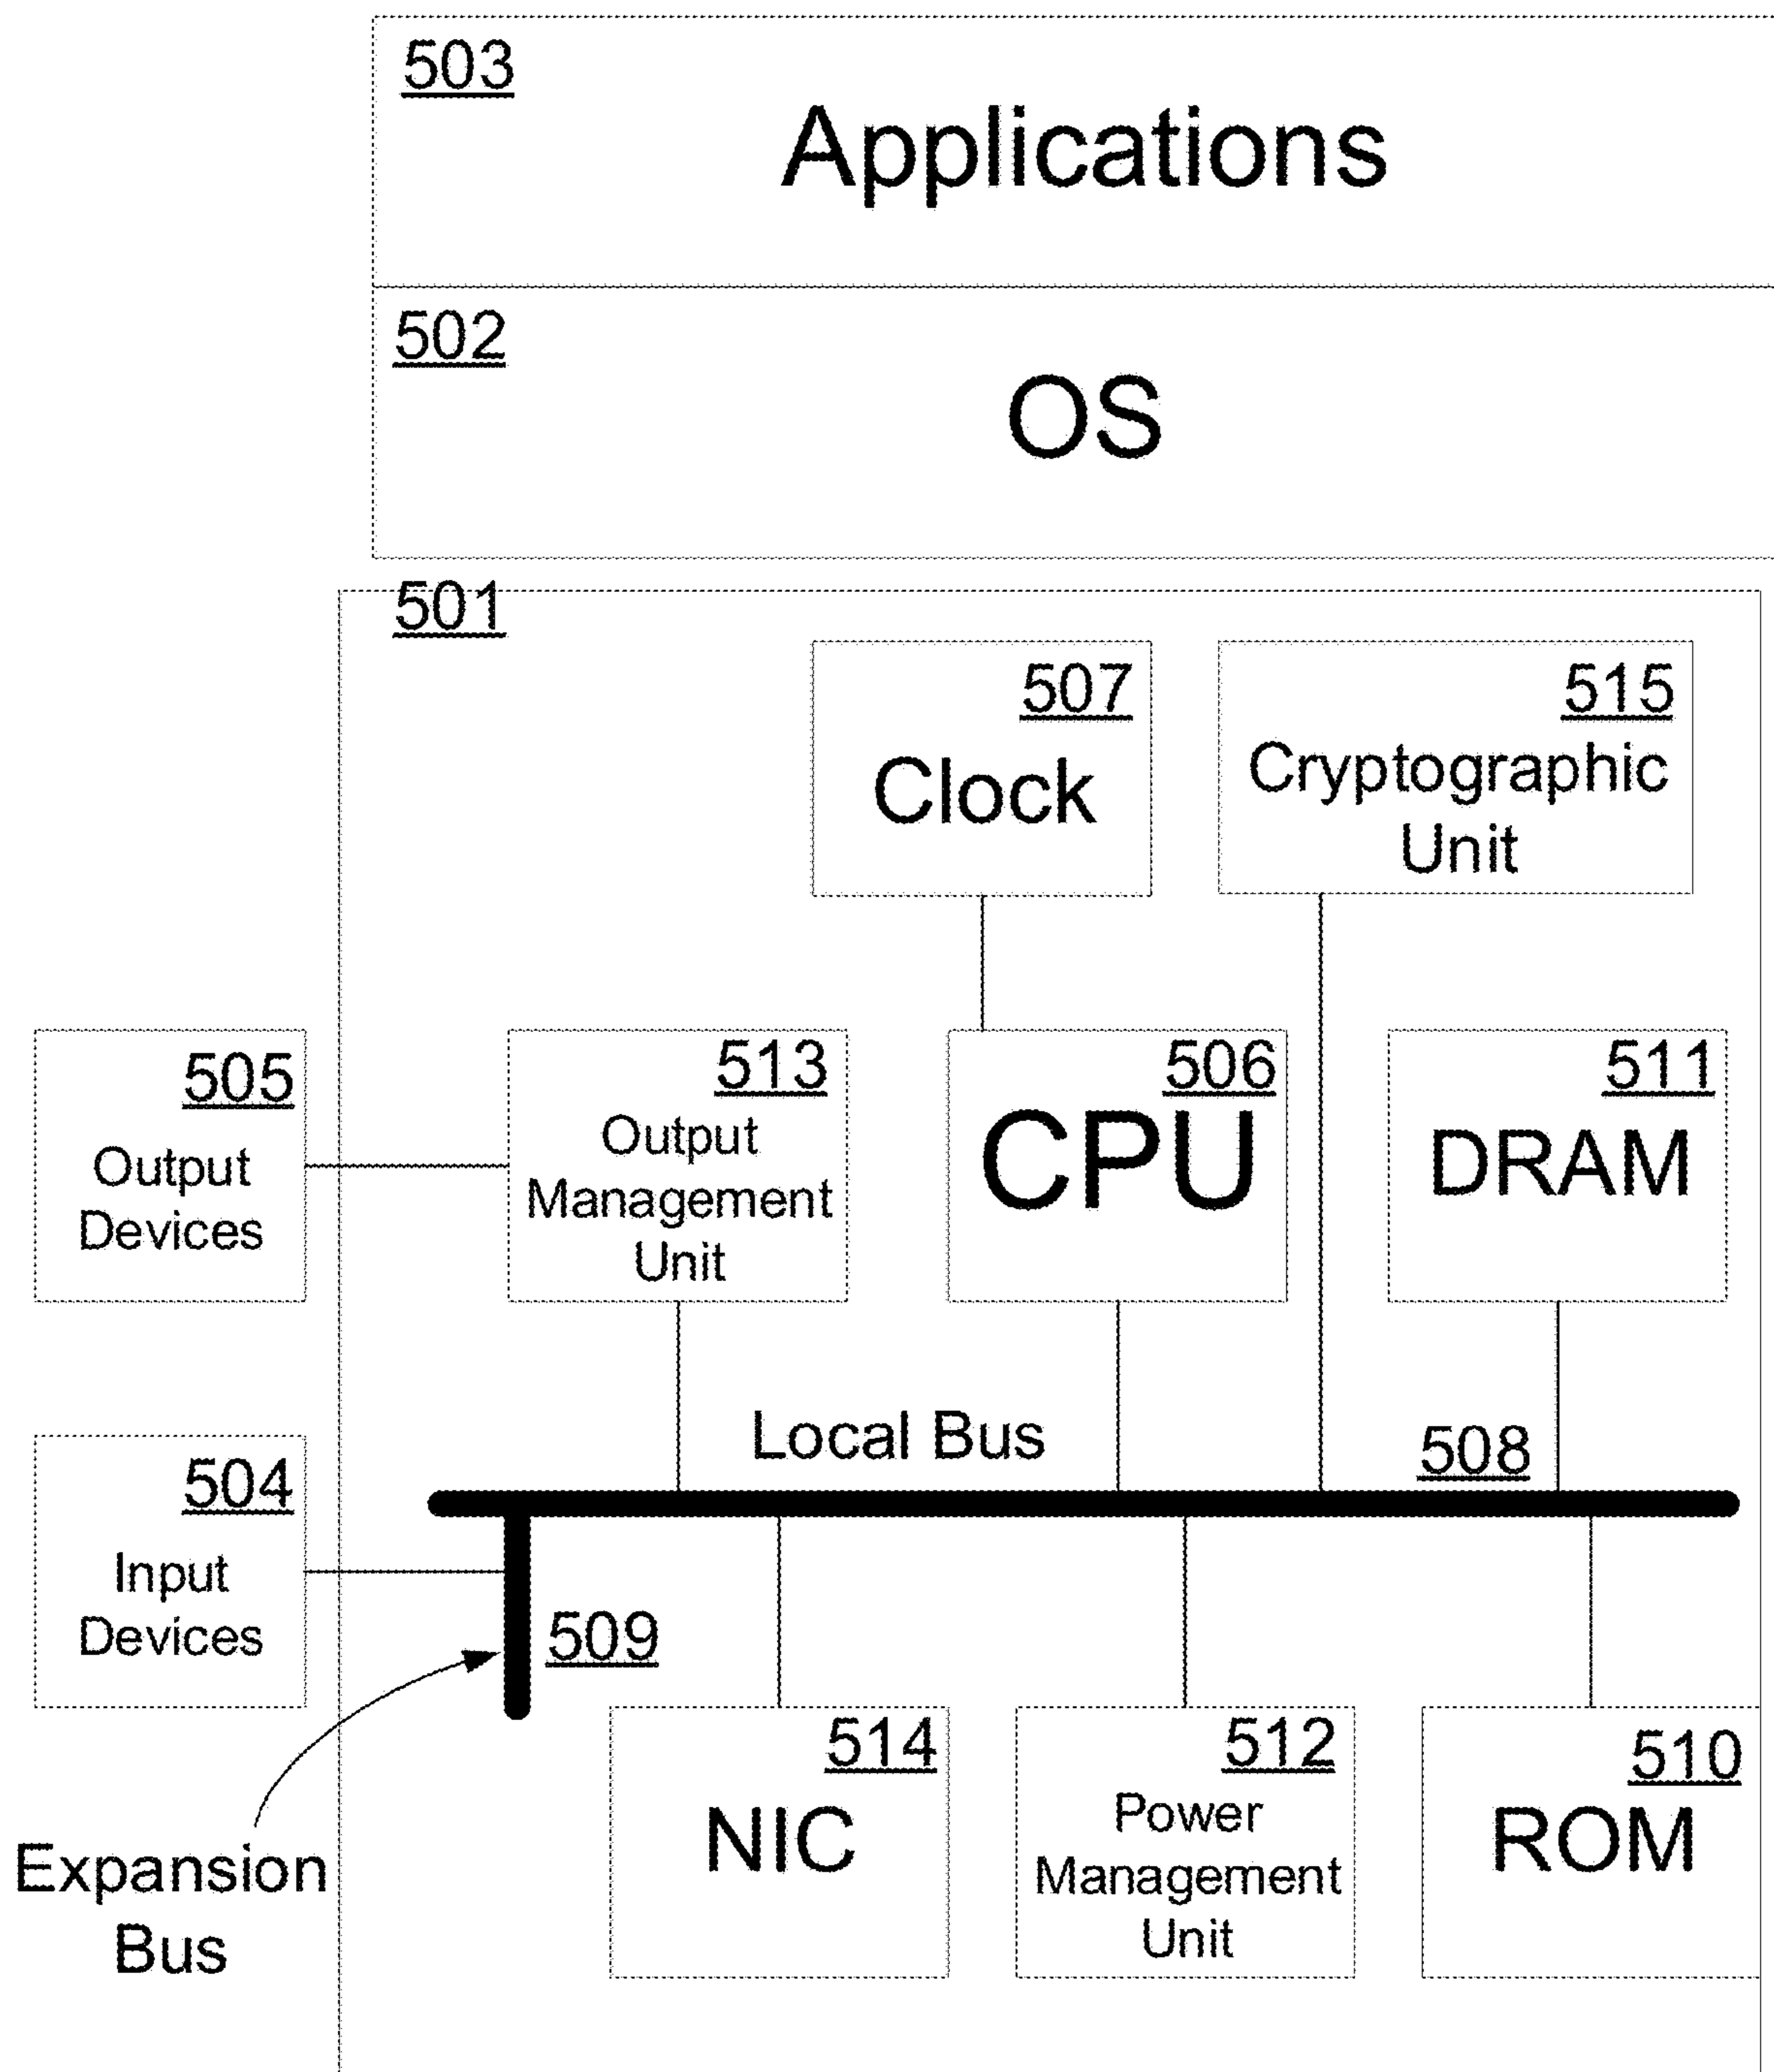 503
Applications
502
OS
501
507
Clock
515
Cryptographic
Unit
505
Output
Devices
513
Output
Management
Unit
506
CPU
511
DRAM
Local Bus
508
504
Input
Devices
509
Expansion
Bus
514
NIC
512
Power
Management
Unit
510
ROM